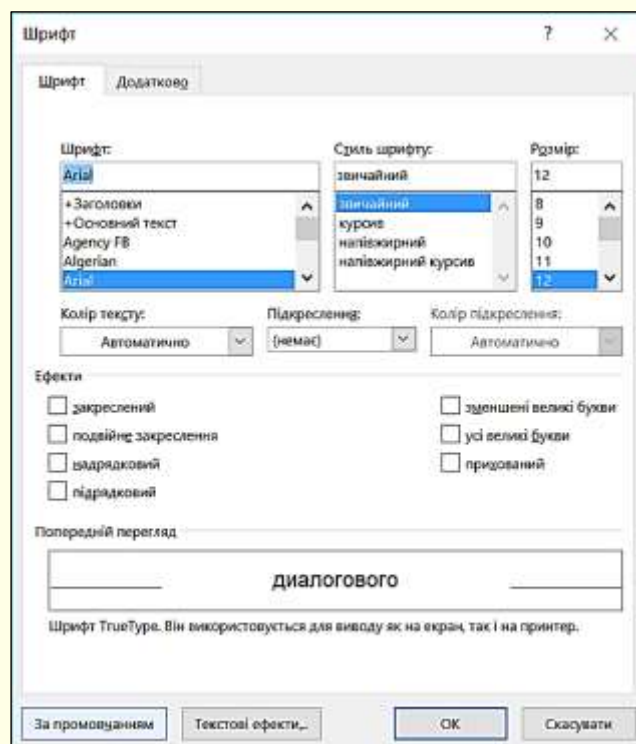 Шрифт ?
Шрифт Додатково
Шрифт: Стиль шрифту: Розмір:
Arial звичайний 12
+Заголовки звичайний 8
+Основний текст курсив 9
Agency FB напівжирний 10
Algerian напівжирний курсив 11
Arial 12
Колір тексту: Підкреслення: Колір підкреслення:
Автоматично (немає) Автоматично
Ефекти
закреслений зменшені великі букви
подвійне закреслення усі великі букви
надрядковий прихований
підрядковий
Попередній перегляд
диалогового
Шрифт TrueType. Він використовується для виводу як на екран, так і на принтер.
За промовчанням Текстові ефекти... ОК Скасувати